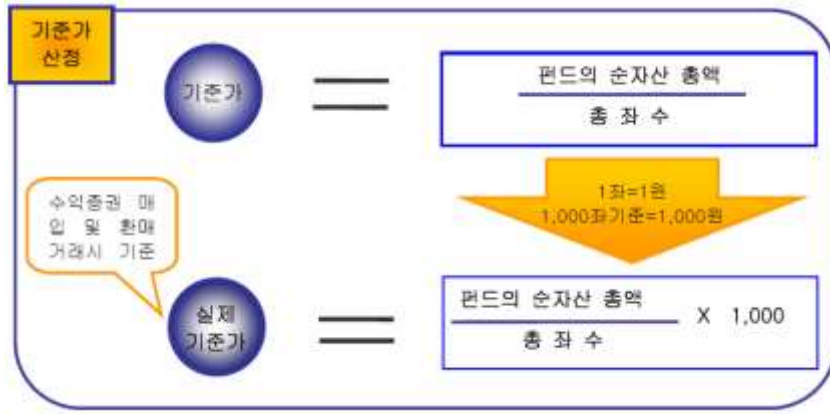 기준가
산정
기준가
=
펀드의 순자산 총액
총 좌 수
1좌=1원
1,000좌기준=1,000원
수익증권 매
입 및 환매
거래시 기준
실제
기준가
=
펀드의 순자산 총액
총 좌 수
X 1,000